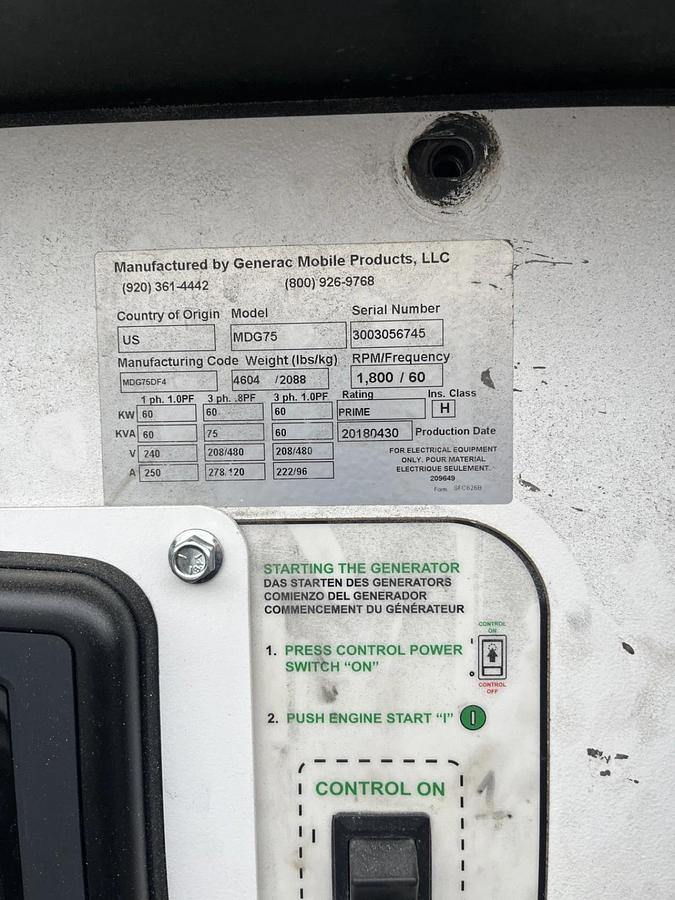 Manufactured by Generac Mobile Products, LLC
(920) 361-4442 (800) 926-9768
Country of Origin Model Serial Number
US MDG75 3003056745
Manufacturing Code Weight (lbs/kg) RPM/Frequency
MDG75DF4 4604 /2088 1,800 / 60
1 ph. 1.0PF 3 ph. .8PF 3 ph. 1.0PF Rating Ins. Class
KW 60 60 60 PRIME H
KVA 60 75 60 20180430 Production Date
V 240 208/480 208/480
A 250 278/120 222/96
FOR ELECTRICAL EQUIPMENT
ONLY. POUR MATERIAL
ELECTRIQUE SEULEMENT.
209649
Form SFC626B
STARTING THE GENERATOR
DAS STARTEN DES GENERATORS
COMIENZO DEL GENERADOR
COMMENCEMENT DU GÉNÉRATEUR
1. PRESS CONTROL POWER
SWITCH “ON”
CONTROL
ON
I
O
CONTROL
OFF
2. PUSH ENGINE START “I” I
CONTROL ON
1
I